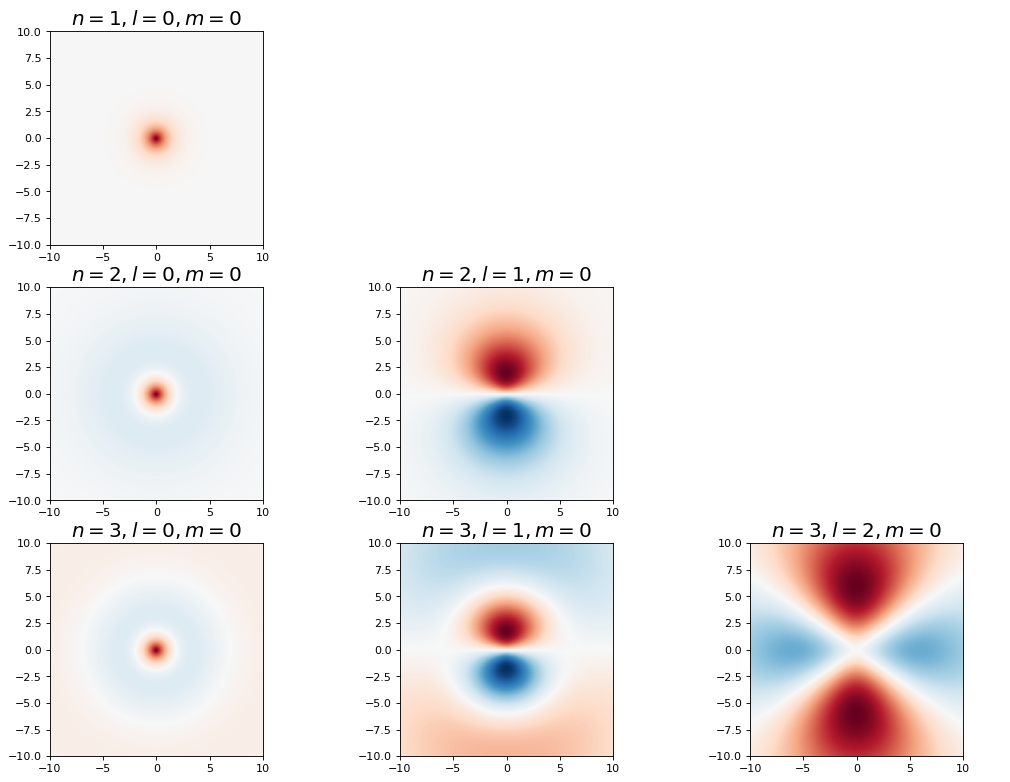 n = 1, l = 0, m = 0
10.0
7.5
5.0
2.5
0.0
−2.5
−5.0
−7.5
−10.0
−10 −5 0 5 10
n = 2, l = 0, m = 0 n = 2, l = 1, m = 0
10.0 10.0
7.5 7.5
5.0 5.0
2.5 2.5
0.0 0.0
−2.5 −2.5
−5.0 −5.0
−7.5 −7.5
−10.0 −10.0
−10 −5 0 5 10 −10 −5 0 5 10
n = 3, l = 0, m = 0 n = 3, l = 1, m = 0 n = 3, l = 2, m = 0
10.0 10.0 10.0
7.5 7.5 7.5
5.0 5.0 5.0
2.5 2.5 2.5
0.0 0.0 0.0
−2.5 −2.5 −2.5
−5.0 −5.0 −5.0
−7.5 −7.5 −7.5
−10.0 −10.0 −10.0
−10 −5 0 5 10 −10 −5 0 5 10 −10 −5 0 5 10